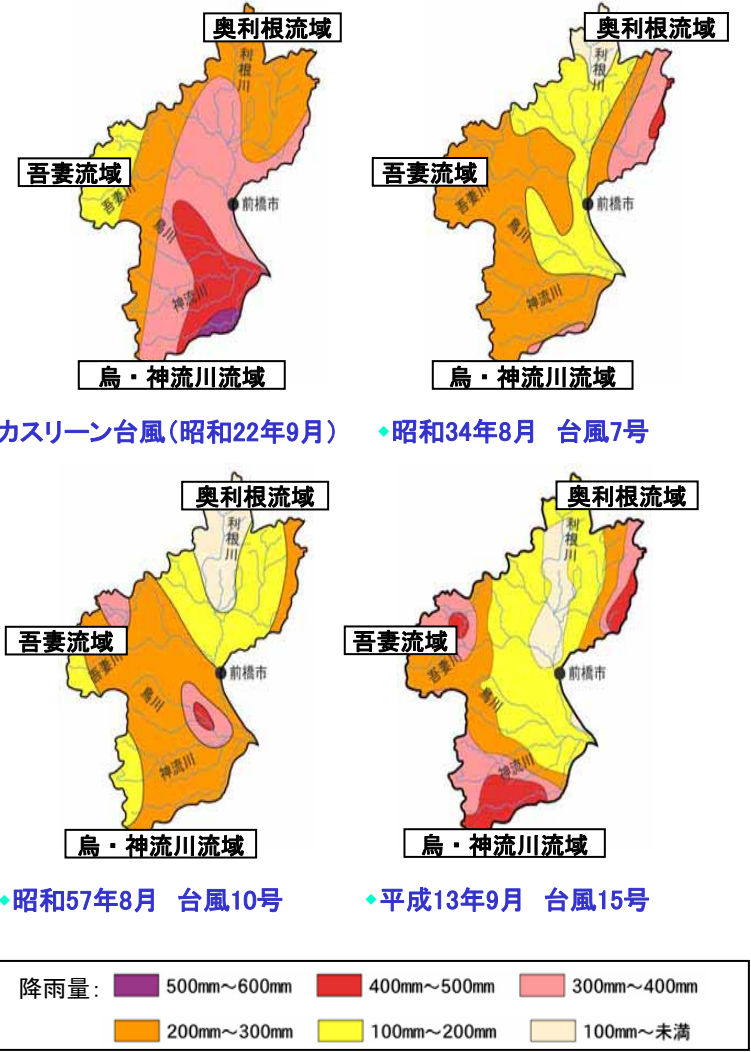 奥利根流域
利根川
吾妻流域
吾妻川
前橋市
烏川
神流川
烏・神流川流域
カスリーン台風(昭和22年9月)
奥利根流域
利根川
吾妻流域
吾妻川
前橋市
烏川
神流川
烏・神流川流域
昭和34年8月 台風7号
奥利根流域
利根川
吾妻流域
吾妻川
前橋市
烏川
神流川
烏・神流川流域
昭和57年8月 台風10号
奥利根流域
利根川
吾妻流域
吾妻川
前橋市
烏川
神流川
烏・神流川流域
平成13年9月 台風15号
降雨量: 500mm～600mm 400mm～500mm 300mm～400mm
200mm～300mm 100mm～200mm 100mm～未満